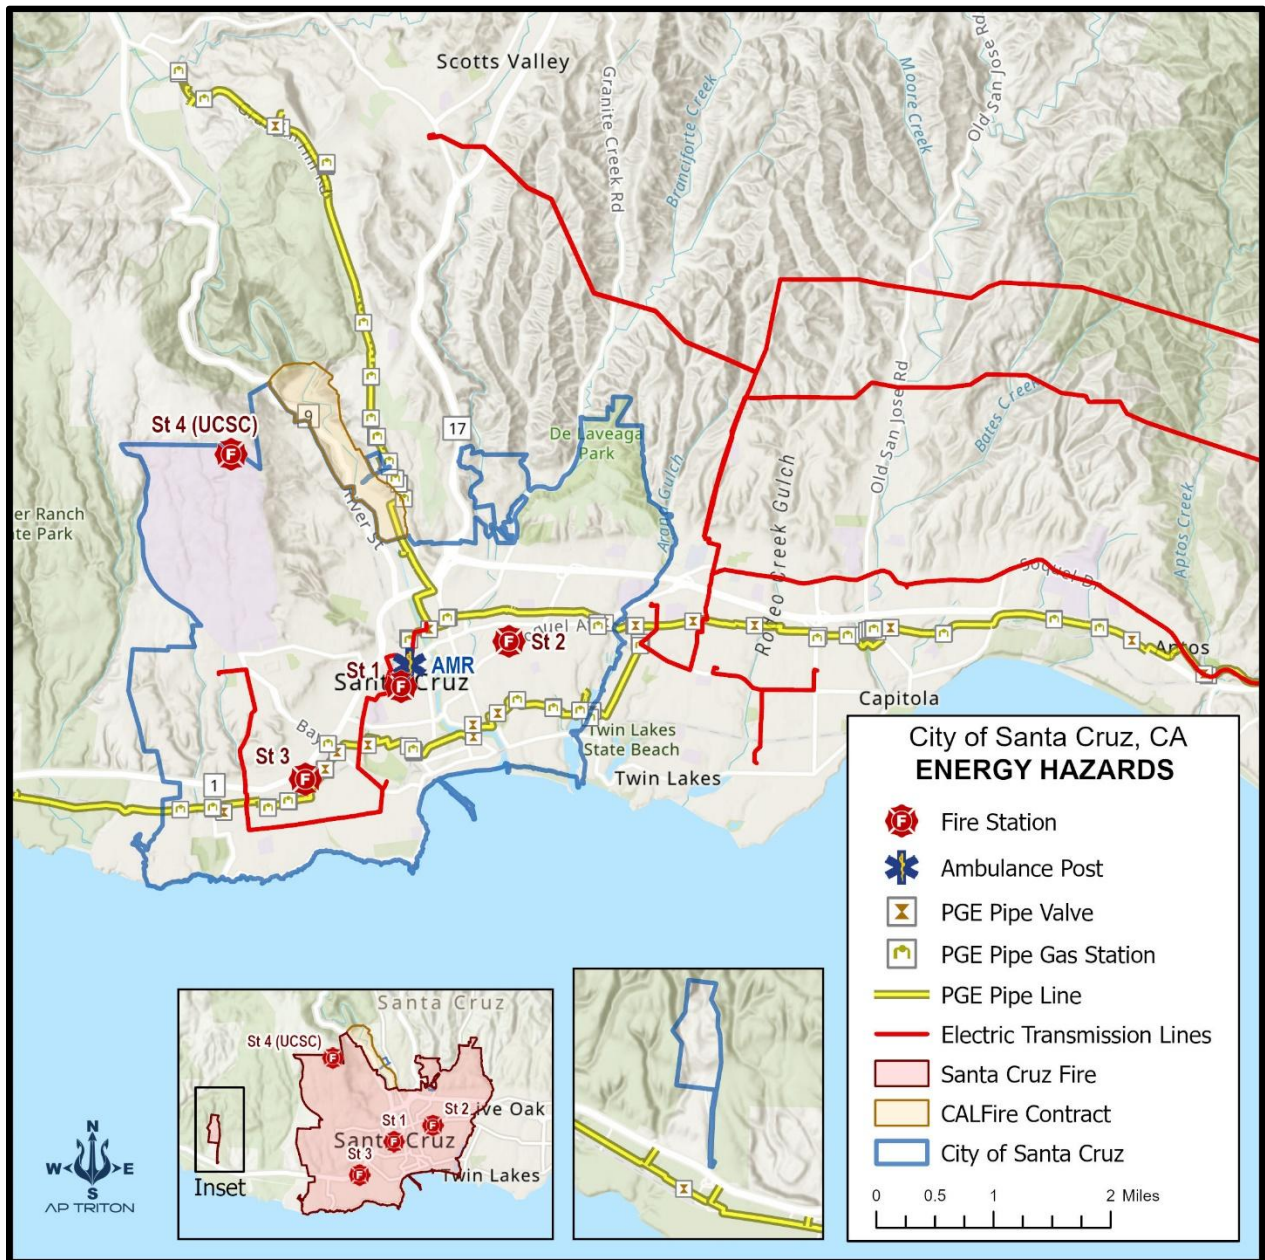 Scotts Valley
Granite Creek Rd
Branciforte Creek
Moore Creek
Old San Jose Rd
St 4 (UCSC)
9
17
De Laveaga
Park
Arana Gulch
Rodeo Creek Gulch
Old San Jose Rd
Bates Creek
Aptos Creek
er Ranch
te Park
River St
Soquel Dr
quel A
St 2
St 1
AMR
Santa Cruz
Aptos
Capitola
Bay
St 3
1
Twin Lakes
State Beach
Twin Lakes
City of Santa Cruz, CA
ENERGY HAZARDS
F Fire Station
Ambulance Post
PGE Pipe Valve
PGE Pipe Gas Station
PGE Pipe Line
Electric Transmission Lines
Santa Cruz Fire
CALFire Contract
City of Santa Cruz
0 0.5 1 2 Miles
Santa Cruz
St 4 (UCSC)
St 1
St 2
ive Oak
Santa Cruz
St 3
Twin Lakes
Inset
N
W E
S
AP TRITON